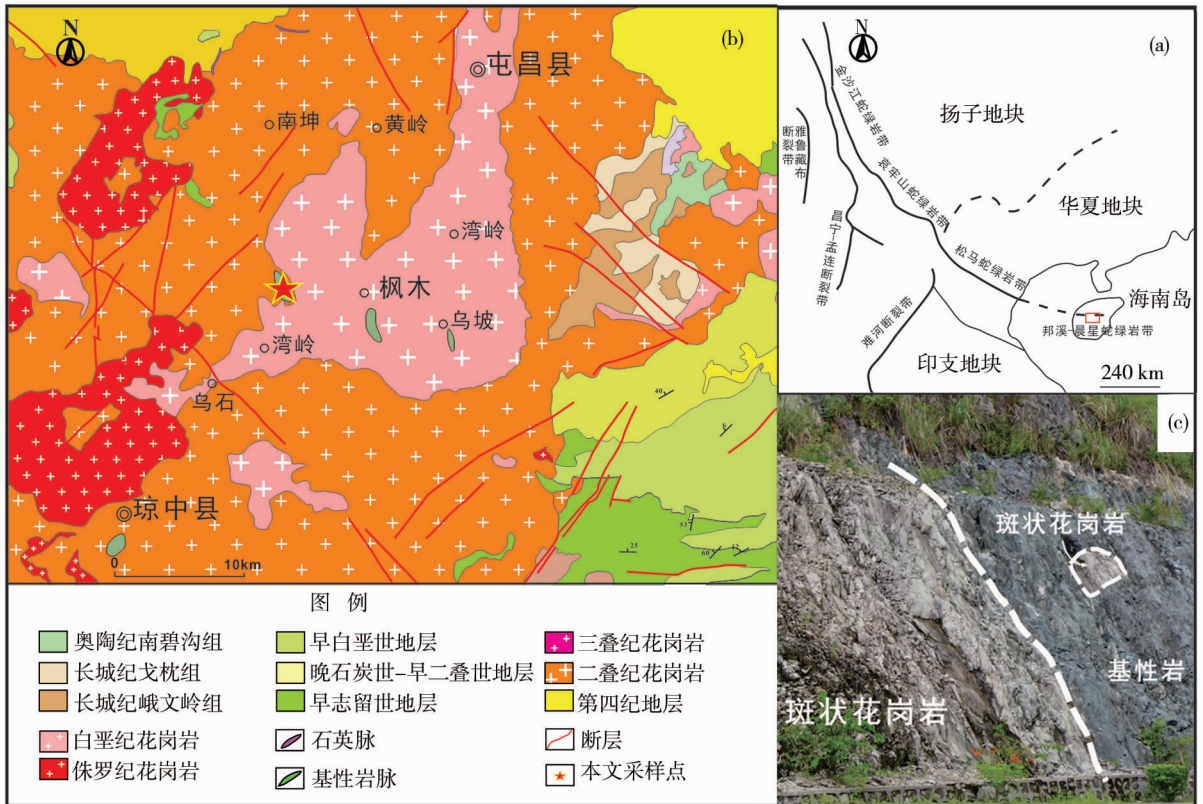 N
(b)
屯昌县
南坤
黄岭
湾岭
枫木
乌坡
湾岭
乌石
琼中县
0
10km
40
6
53
25
60
42
N
(a)
金沙江蛇绿岩带
哀牢山蛇绿岩带
松马蛇绿岩带
雅鲁藏布
断裂带
昌宁-孟连断裂带
难河断裂带
扬子地块
华夏地块
海南岛
邦溪-晨星蛇绿岩带
印支地块
240 km
(c)
斑状花岗岩
基性岩
斑状花岗岩
图 例
奥陶纪南碧沟组
长城纪戈枕组
长城纪峨文岭组
白垩纪花岗岩
侏罗纪花岗岩
早白垩世地层
晚石炭世-早二叠世地层
早志留世地层
石英脉
基性岩脉
三叠纪花岗岩
二叠纪花岗岩
第四纪地层
断层
本文采样点